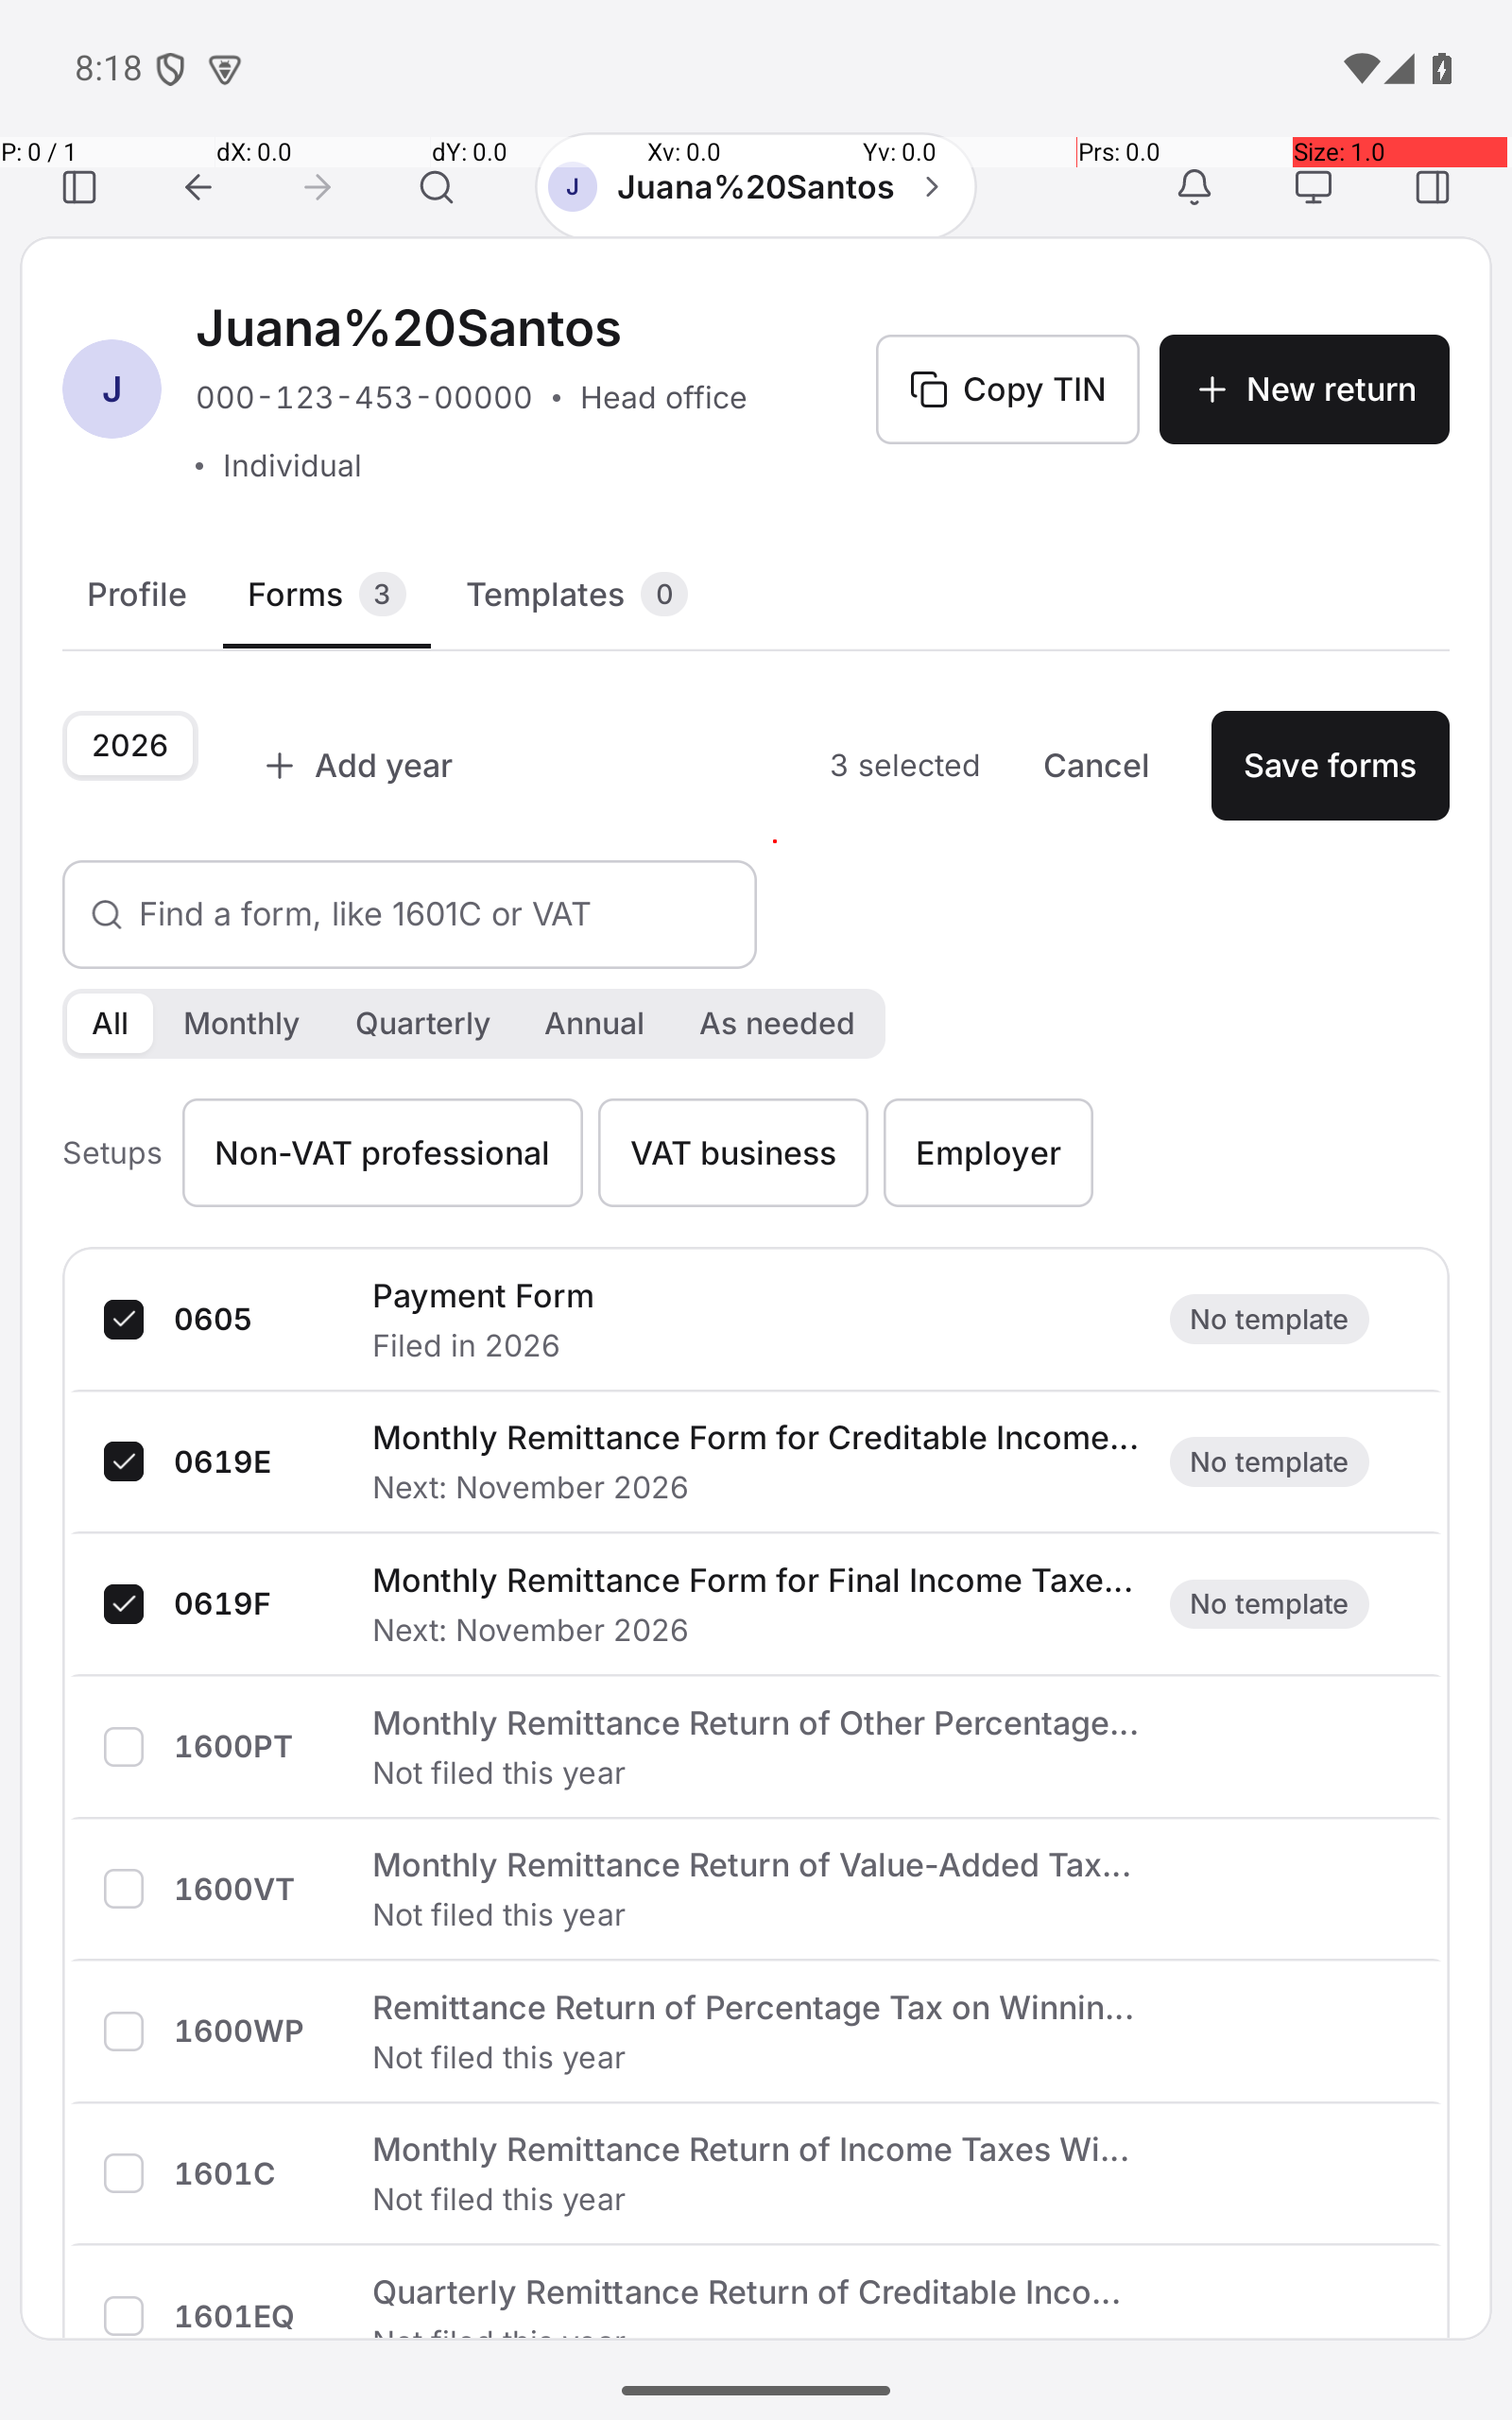 8:18
P: 0 / 1 dX: 0.0 dY: 0.0 Xv: 0.0 Yv: 0.0 Prs: 0.0 Size: 1.0
J Juana%20Santos
Juana%20Santos
J
000-123-453-00000 • Head office
• Individual
Copy TIN
New return
Profile Forms 3 Templates 0
2026 Add year 3 selected Cancel Save forms
Find a form, like 1601C or VAT
All Monthly Quarterly Annual As needed
Setups Non-VAT professional VAT business Employer
0605 Payment Form No template
Filed in 2026
0619E Monthly Remittance Form for Creditable Income... No template
Next: November 2026
0619F Monthly Remittance Form for Final Income Taxe... No template
Next: November 2026
1600PT Monthly Remittance Return of Other Percentage...
Not filed this year
1600VT Monthly Remittance Return of Value-Added Tax...
Not filed this year
1600WP Remittance Return of Percentage Tax on Winnin...
Not filed this year
1601C Monthly Remittance Return of Income Taxes Wi...
Not filed this year
1601EQ Quarterly Remittance Return of Creditable Inco...